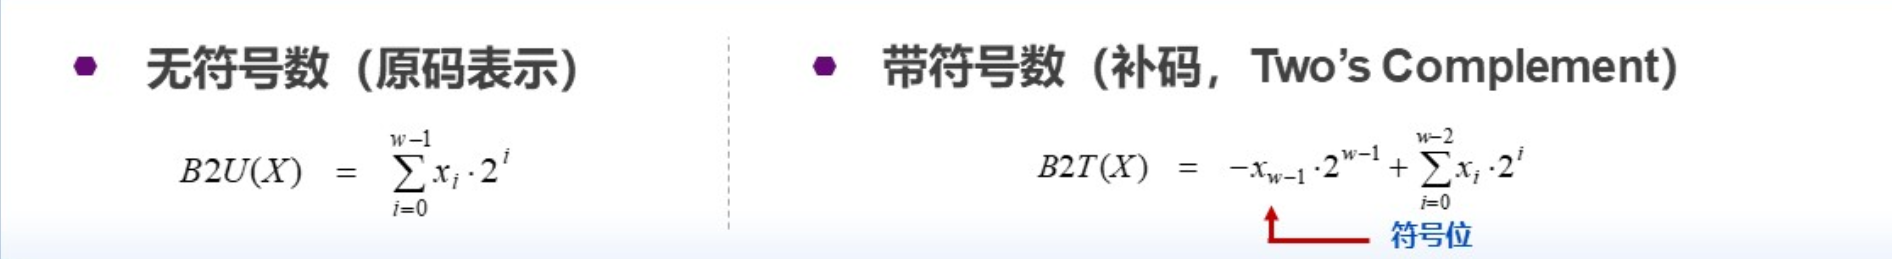 • 无符号数（原码表示）
B2U(X) = \sum_{i=0}^{w-1} x_i \cdot 2^i
• 带符号数（补码，Two's Complement）
B2T(X) = -x_{w-1} \cdot 2^{w-1} + \sum_{i=0}^{w-2} x_i \cdot 2^i
符号位